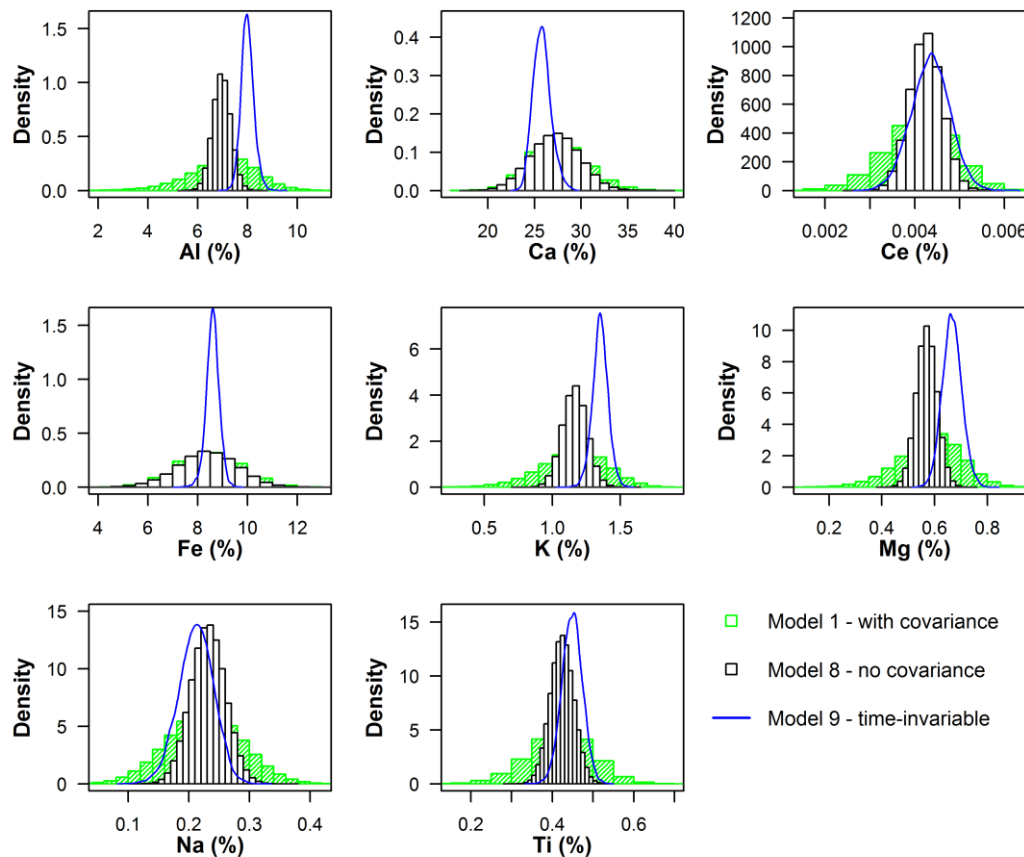 Density
1.5
1.0
0.5
0.0
2 4 6 8 10
Al (%)
Density
0.4
0.3
0.2
0.1
0.0
20 25 30 35 40
Ca (%)
Density
1200
1000
800
600
400
200
0
0.002 0.004 0.006
Ce (%)
Density
1.5
1.0
0.5
0.0
4 6 8 10 12
Fe (%)
Density
6
4
2
0
0.5 1.0 1.5
K (%)
Density
10
8
6
4
2
0
0.2 0.4 0.6 0.8
Mg (%)
Density
15
10
5
0
0.1 0.2 0.3 0.4
Na (%)
Density
15
10
5
0
0.2 0.4 0.6
Ti (%)
Model 1 - with covariance
Model 8 - no covariance
Model 9 - time-invariable